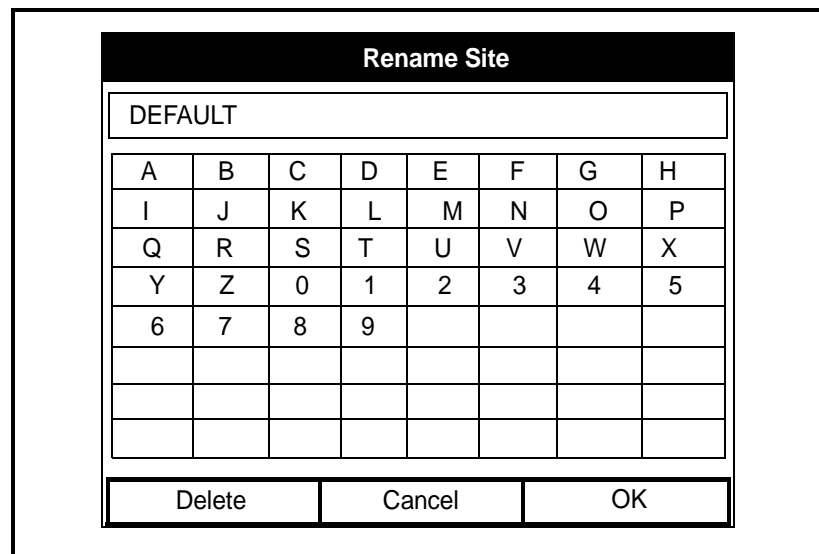 Rename Site
DEFAULT
A B C D E F G H
I J K L M N O P
Q R S T U V W X
Y Z 0 1 2 3 4 5
6 7 8 9
Delete Cancel OK